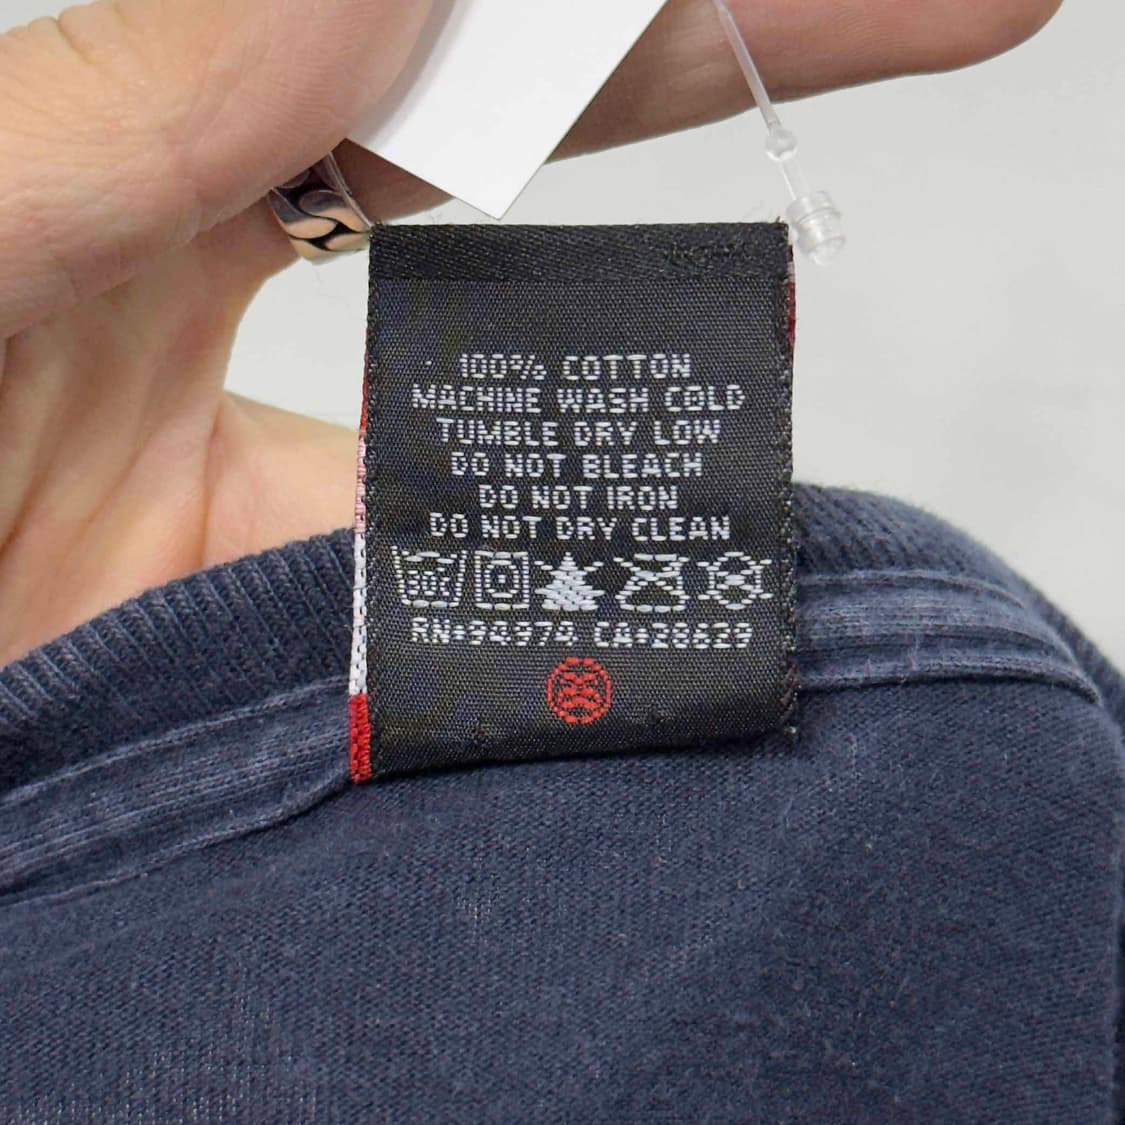 100% COTTON
MACHINE WASH COLD
TUMBLE DRY LOW
DO NOT BLEACH
DO NOT IRON
DO NOT DRY CLEAN
30C
RN#94974 CA#28629